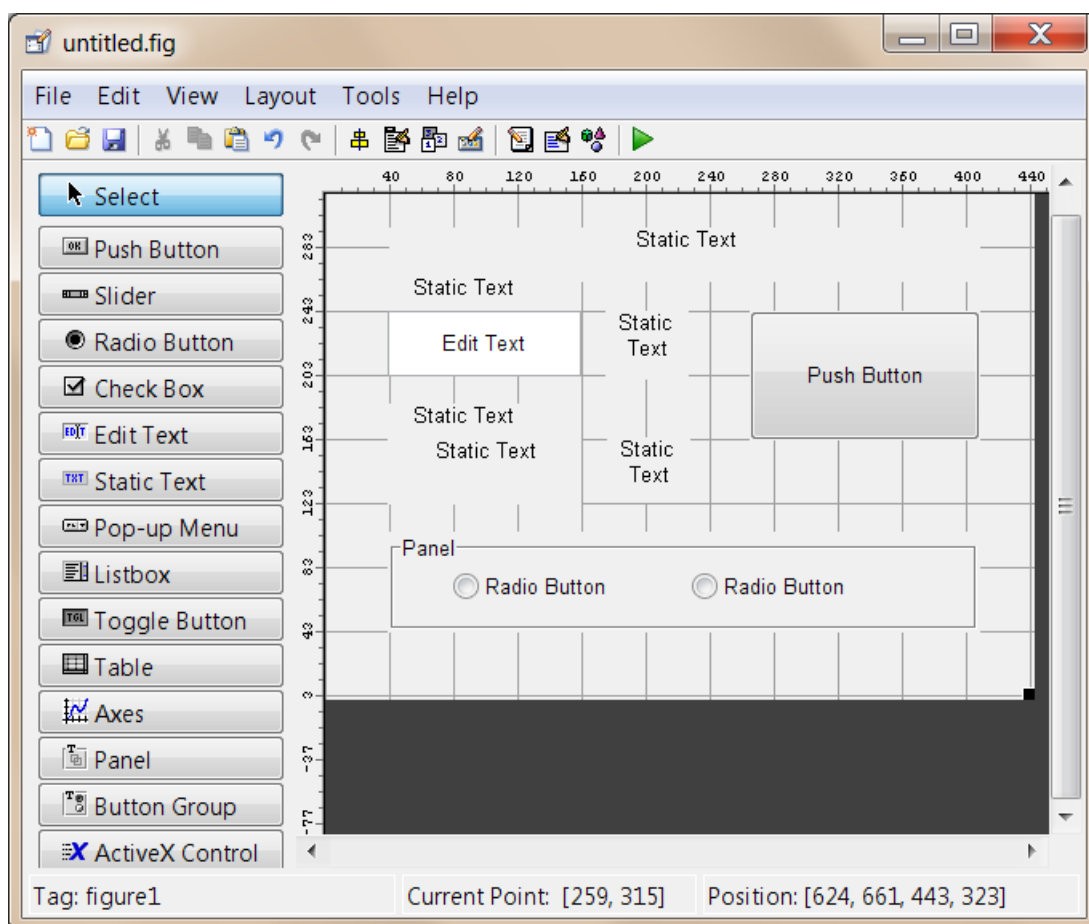 untitled.fig
File Edit View Layout Tools Help
Select
Push Button
Slider
Radio Button
Check Box
Edit Text
Static Text
Pop-up Menu
Listbox
Toggle Button
Table
Axes
Panel
Button Group
ActiveX Control
40 80 120 160 200 240 280 320 360 400 440
283
243
203
163
123
83
43
3
-37
-77
Static Text
Static Text
Edit Text
Static
Text
Push Button
Static Text
Static Text
Static
Text
Panel
Radio Button Radio Button
Tag: figure1 Current Point: [259, 315] Position: [624, 661, 443, 323]